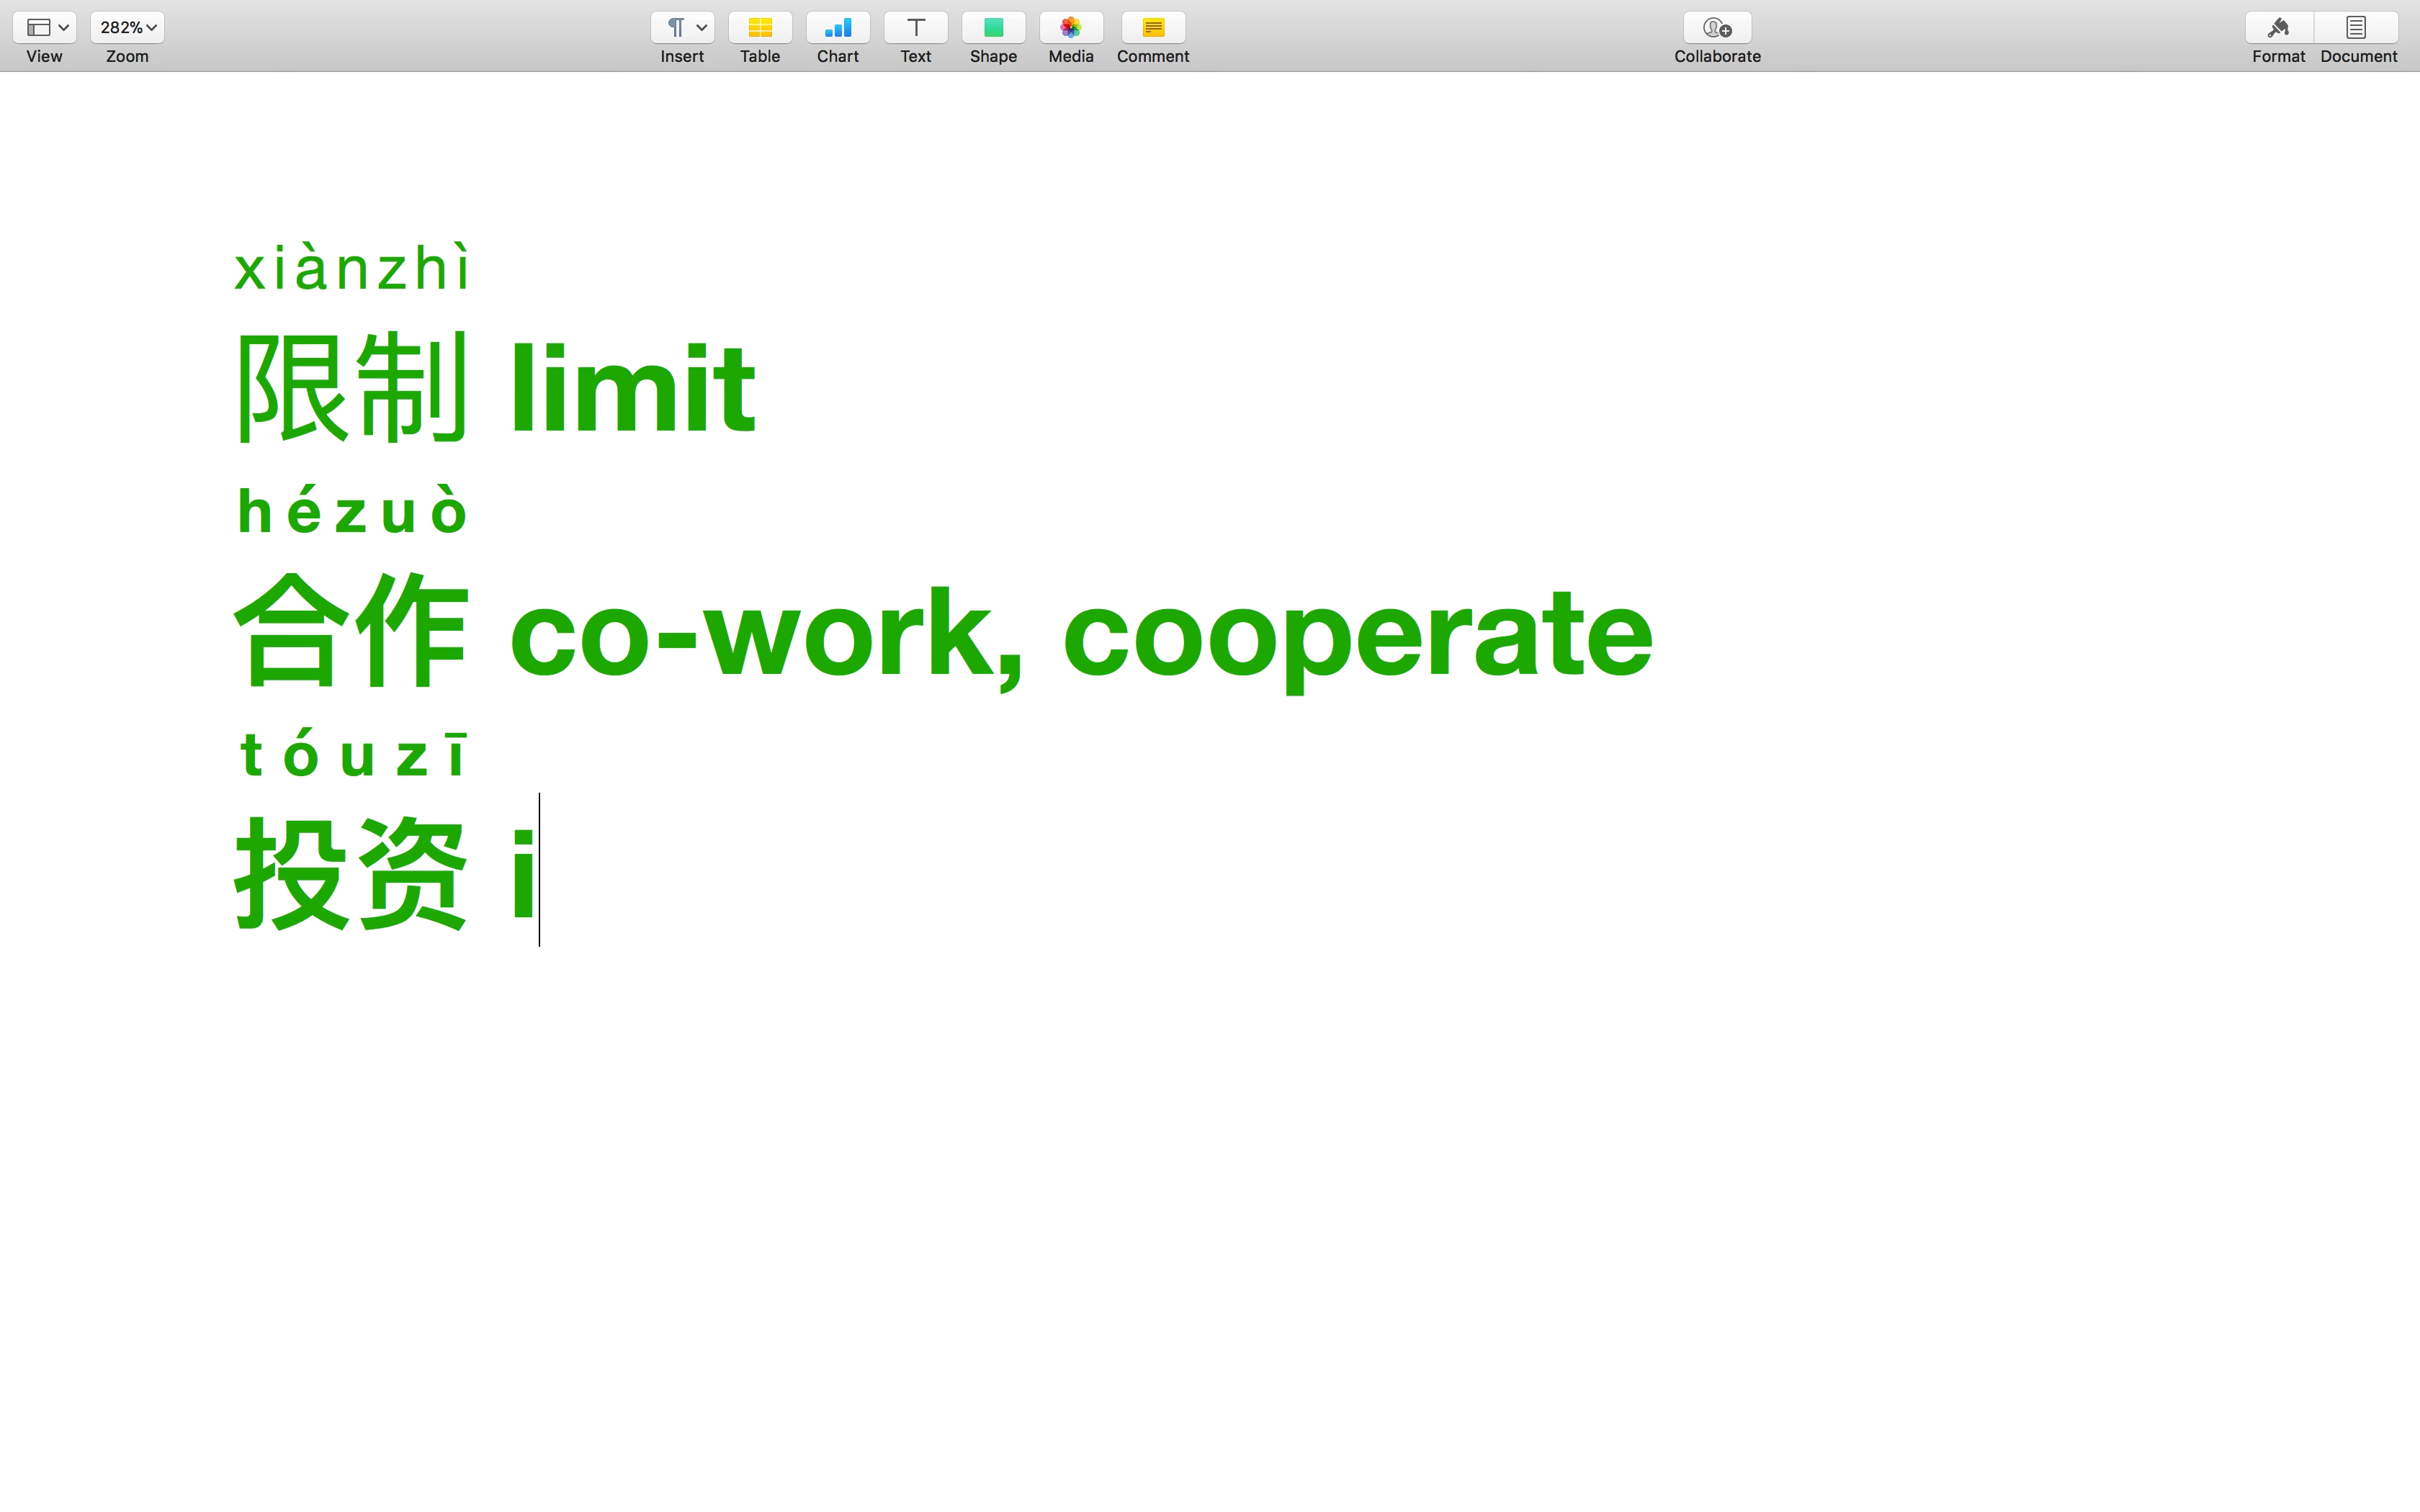 282%
View Zoom Insert Table Chart Text Shape Media Comment Collaborate Format Document
xiànzhì
限制 limit
hézuò
合作 co-work, cooperate
tóuzī
投资 i